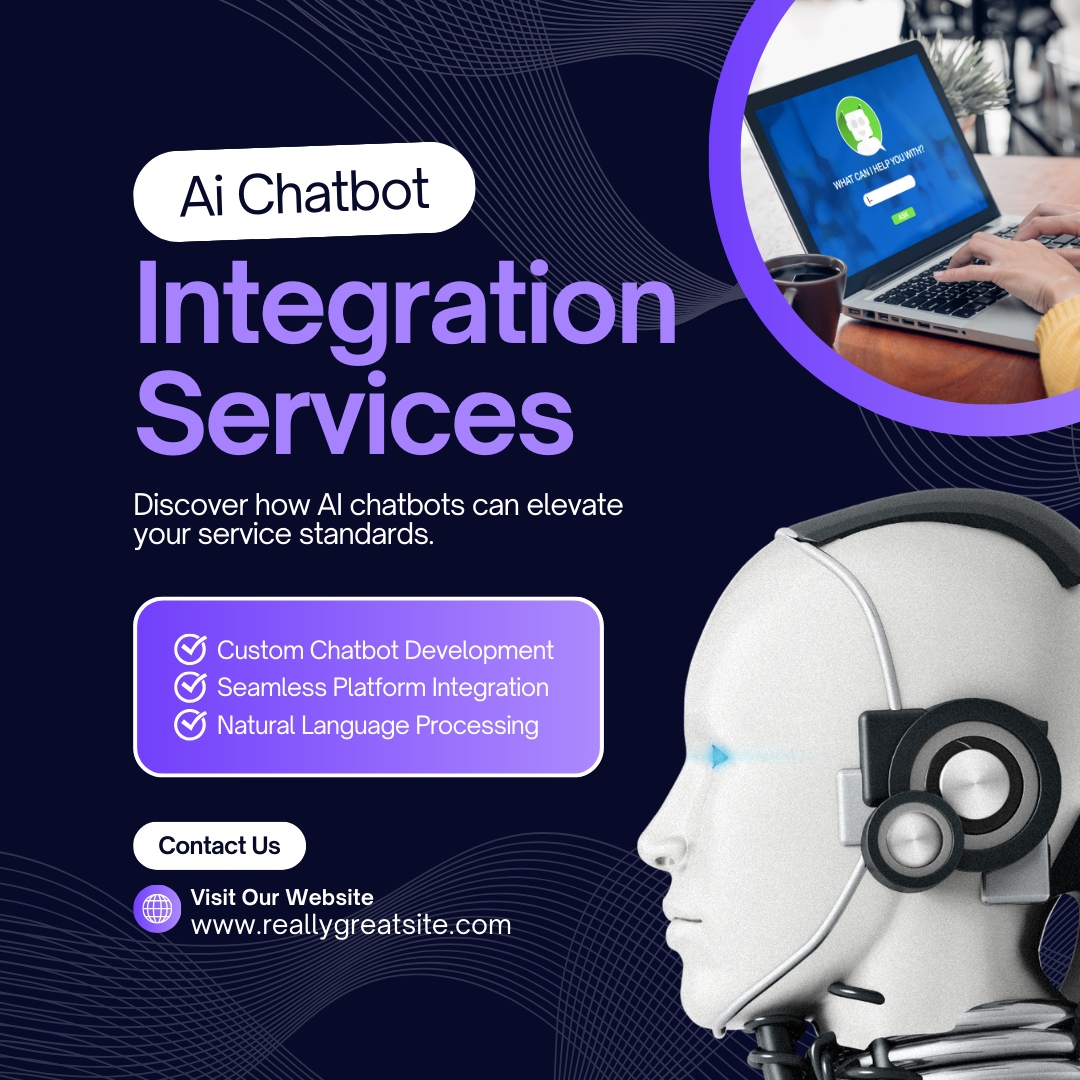 Ai Chatbot
Integration
Services
Discover how AI chatbots can elevate
your service standards.
Custom Chatbot Development
Seamless Platform Integration
Natural Language Processing
Contact Us
Visit Our Website
www.reallygreatsite.com
WHAT CAN I HELP YOU WITH?
ASK